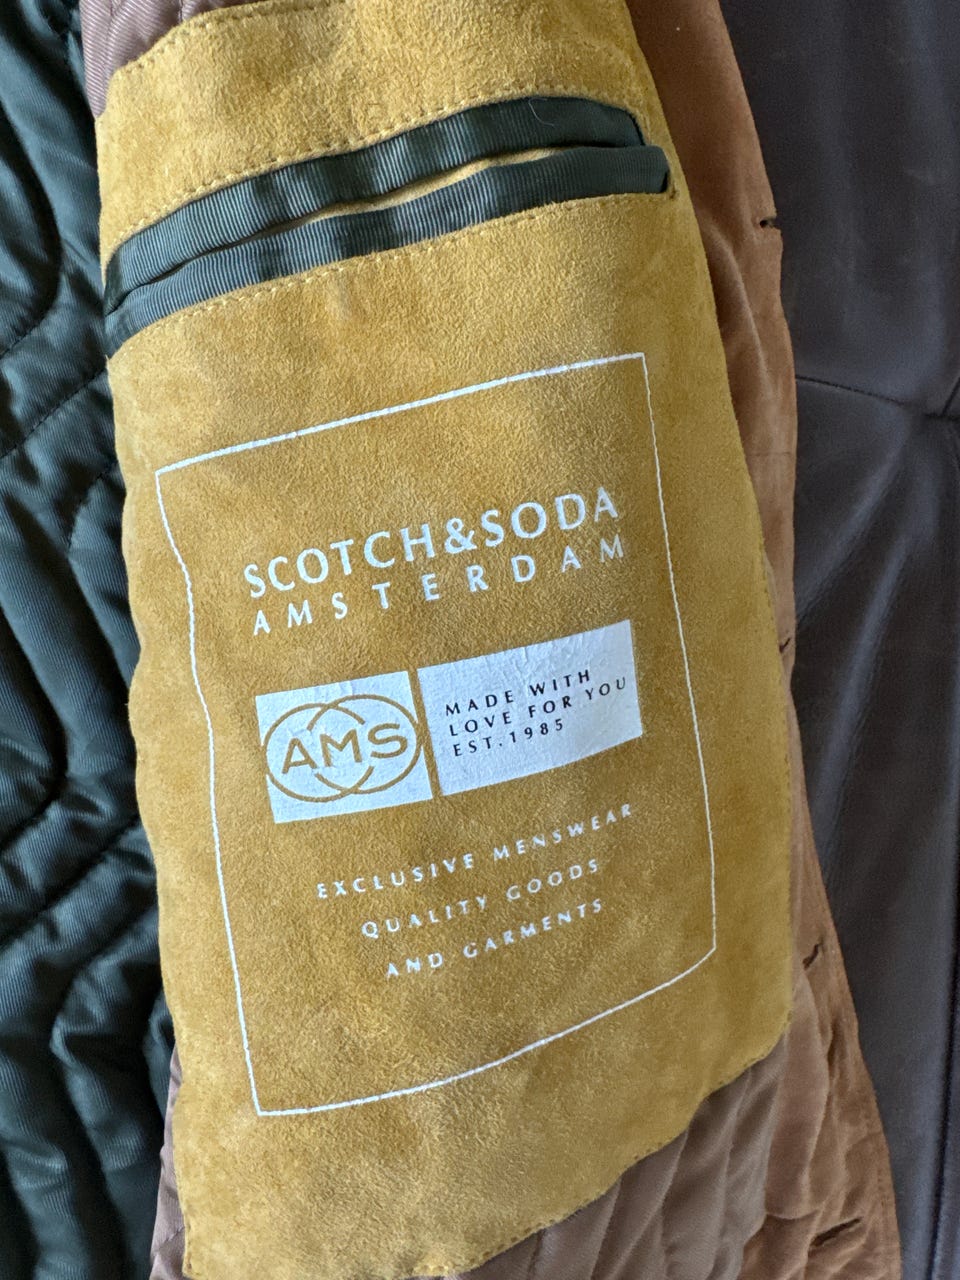 SCOTCH&SODA
AMSTERDAM
AMS
MADE WITH
LOVE FOR YOU
EST.1985
EXCLUSIVE MENSWEAR
QUALITY GOODS
AND GARMENTS